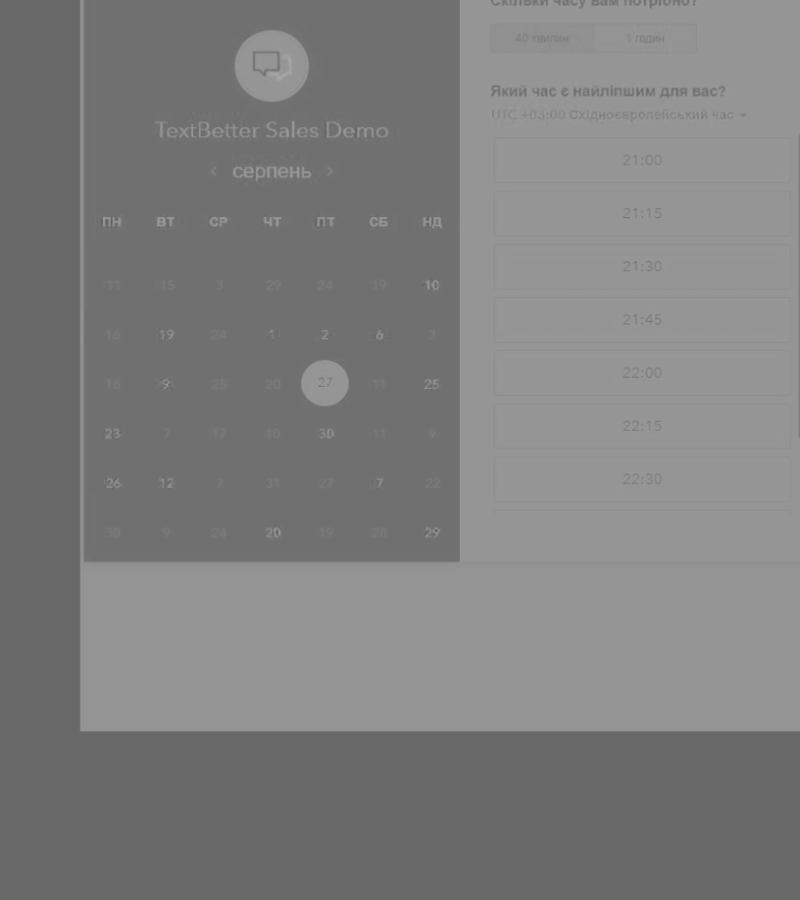 Скільки часу вам потрібно?
40 хвилин 1 годин
TextBetter Sales Demo
‹ серпень ›
ПН ВТ СР ЧТ ПТ СБ НД
11 15 3 29 24 19 10
16 19 24 1 2 6 3
16 9 25 20 27 11 25
23 7 17 10 30 11 9
26 12 7 31 27 7 22
30 9 24 20 19 28 29
Який час є найліпшим для вас?
UTC +03:00 Східноєвропейський час
21:00
21:15
21:30
21:45
22:00
22:15
22:30